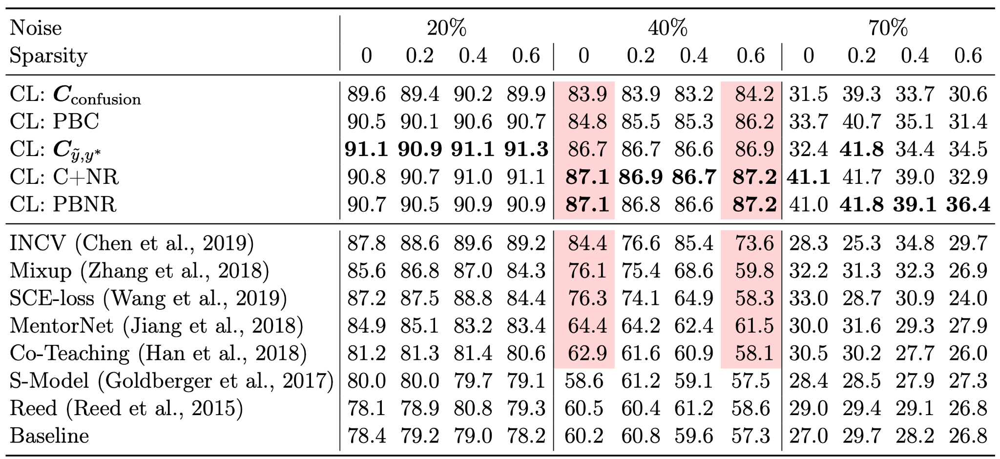 Noise 20% 40% 70%
Sparsity 0 0.2 0.4 0.6 0 0.2 0.4 0.6 0 0.2 0.4 0.6
CL: C_confusion 89.6 89.4 90.2 89.9 83.9 83.9 83.2 84.2 31.5 39.3 33.7 30.6
CL: PBC 90.5 90.1 90.6 90.7 84.8 85.5 85.3 86.2 33.7 40.7 35.1 31.4
CL: C_ỹ,y* 91.1 90.9 91.1 91.3 86.7 86.7 86.6 86.9 32.4 41.8 34.4 34.5
CL: C+NR 90.8 90.7 91.0 91.1 87.1 86.9 86.7 87.2 41.1 41.7 39.0 32.9
CL: PBNR 90.7 90.5 90.9 90.9 87.1 86.8 86.6 87.2 41.0 41.8 39.1 36.4
INCV (Chen et al., 2019) 87.8 88.6 89.6 89.2 84.4 76.6 85.4 73.6 28.3 25.3 34.8 29.7
Mixup (Zhang et al., 2018) 85.6 86.8 87.0 84.3 76.1 75.4 68.6 59.8 32.2 31.3 32.3 26.9
SCE-loss (Wang et al., 2019) 87.2 87.5 88.8 84.4 76.3 74.1 64.9 58.3 33.0 28.7 30.9 24.0
MentorNet (Jiang et al., 2018) 84.9 85.1 83.2 83.4 64.4 64.2 62.4 61.5 30.0 31.6 29.3 27.9
Co-Teaching (Han et al., 2018) 81.2 81.3 81.4 80.6 62.9 61.6 60.9 58.1 30.5 30.2 27.7 26.0
S-Model (Goldberger et al., 2017) 80.0 80.0 79.7 79.1 58.6 61.2 59.1 57.5 28.4 28.5 27.9 27.3
Reed (Reed et al., 2015) 78.1 78.9 80.8 79.3 60.5 60.4 61.2 58.6 29.0 29.4 29.1 26.8
Baseline 78.4 79.2 79.0 78.2 60.2 60.8 59.6 57.3 27.0 29.7 28.2 26.8